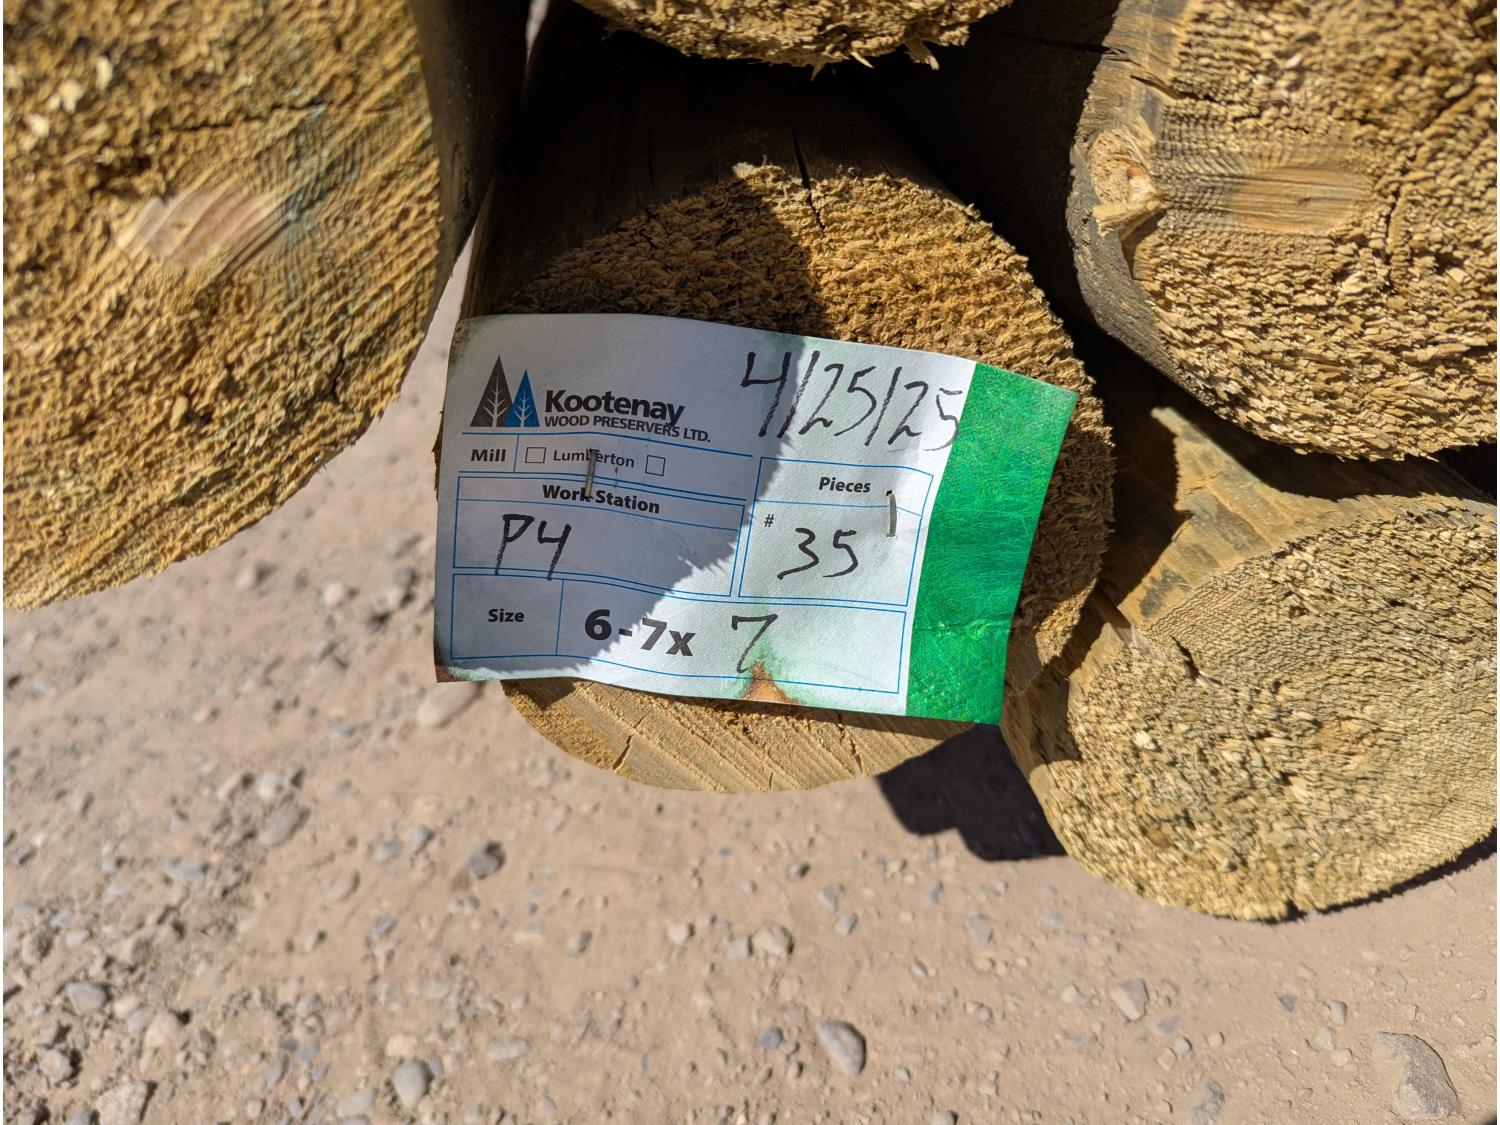 4/25/25
Kootenay
WOOD PRESERVERS LTD.
Mill Lumberton
Pieces
Work Station
# 35
P4
Size 6-7x 7